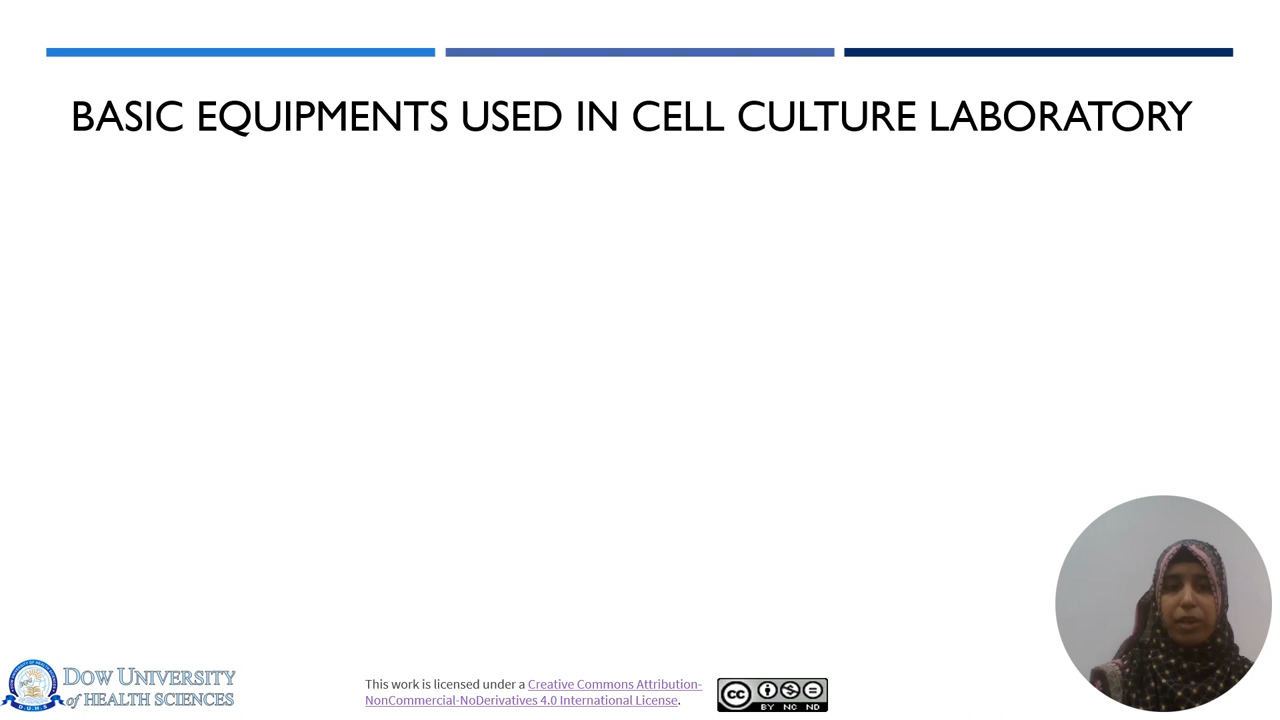 BASIC EQUIPMENTS USED IN CELL CULTURE LABORATORY
DOW UNIVERSITY
of HEALTH SCIENCES
D.U.H.S
This work is licensed under a Creative Commons Attribution-
NonCommercial-NoDerivatives 4.0 International License.
cc
BY NC ND